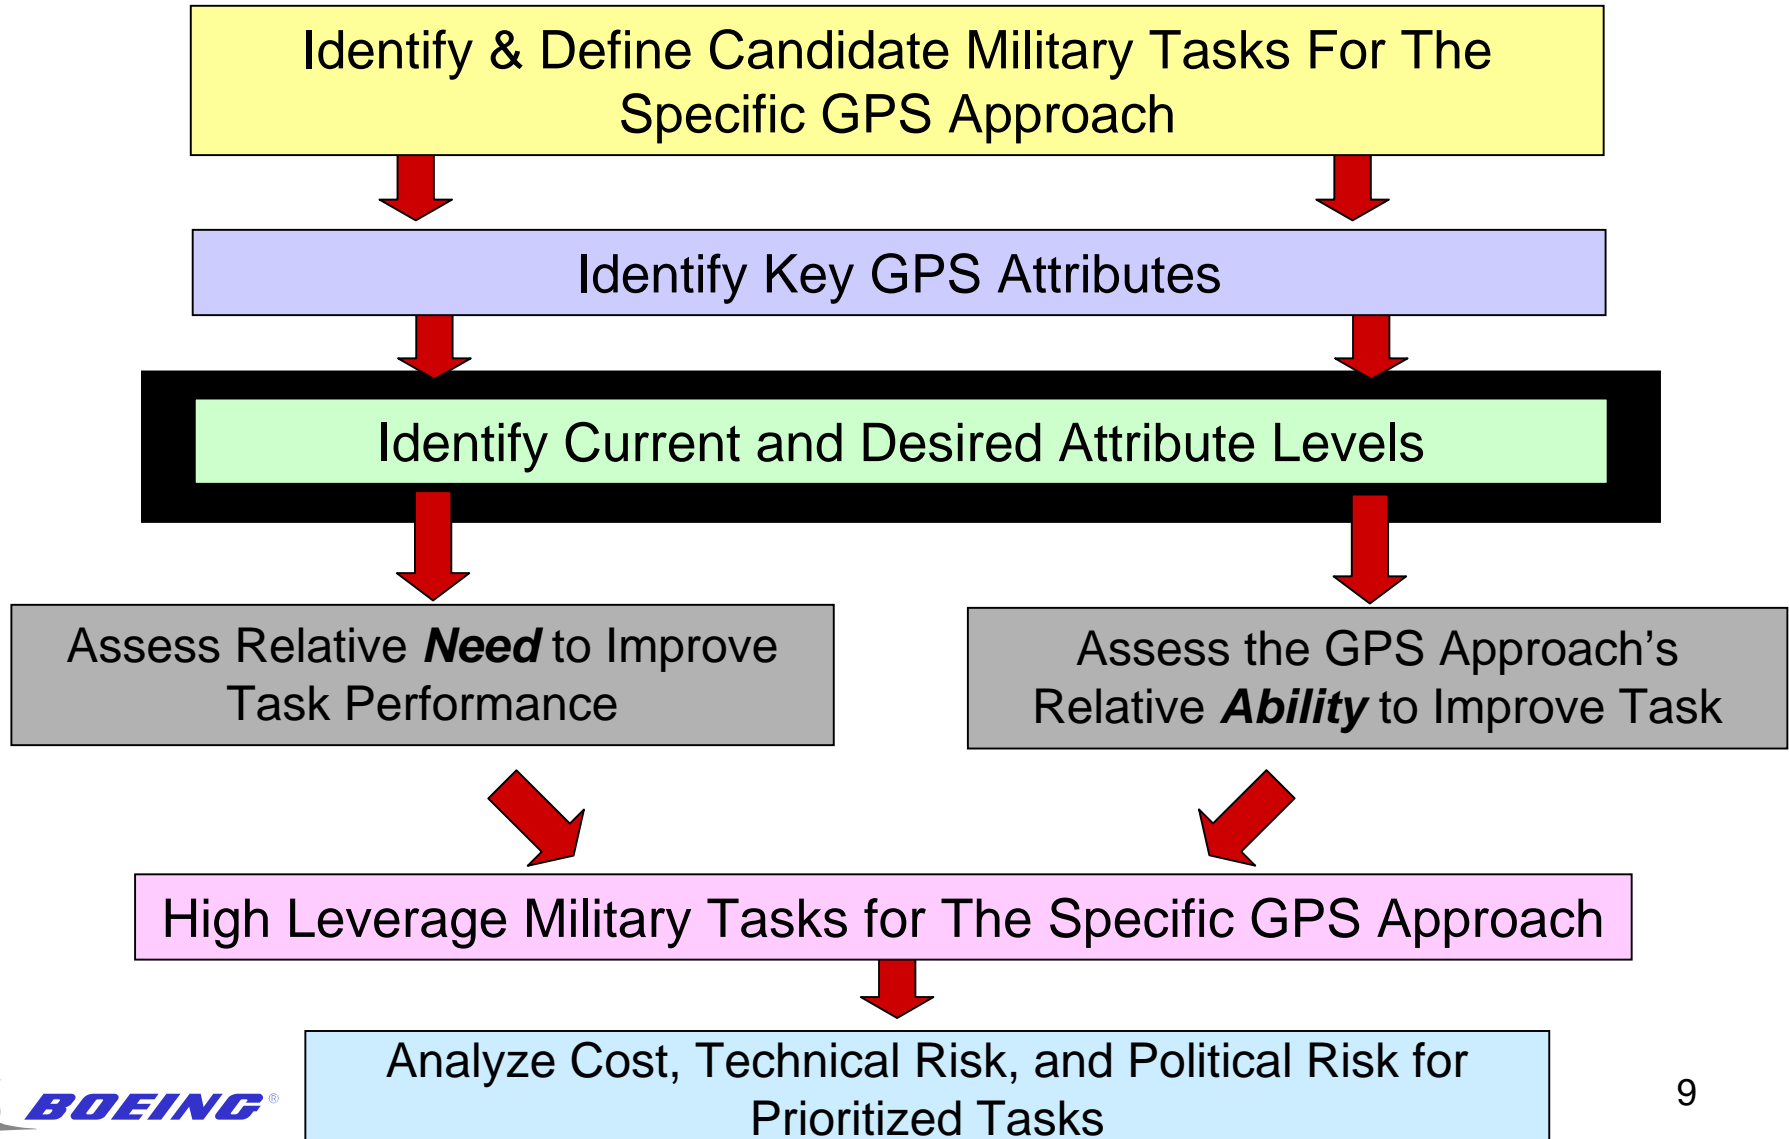 Identify & Define Candidate Military Tasks For The
Specific GPS Approach
Identify Key GPS Attributes
Identify Current and Desired Attribute Levels
Assess Relative Need to Improve
Task Performance
Assess the GPS Approach’s
Relative Ability to Improve Task
High Leverage Military Tasks for The Specific GPS Approach
Analyze Cost, Technical Risk, and Political Risk for
Prioritized Tasks
BOEING®
9